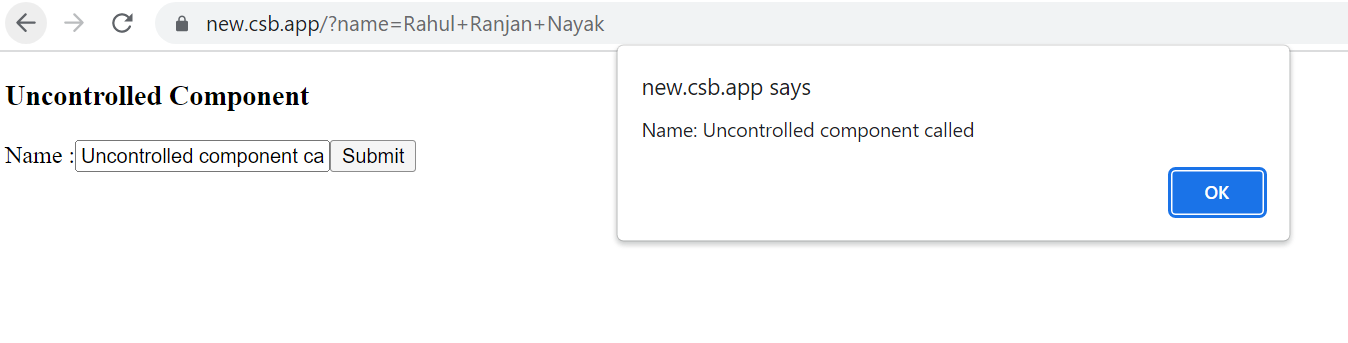 new.csb.app/?name=Rahul+Ranjan+Nayak
new.csb.app says
Uncontrolled Component
Name: Uncontrolled component called
Name : Uncontrolled component ca Submit
OK